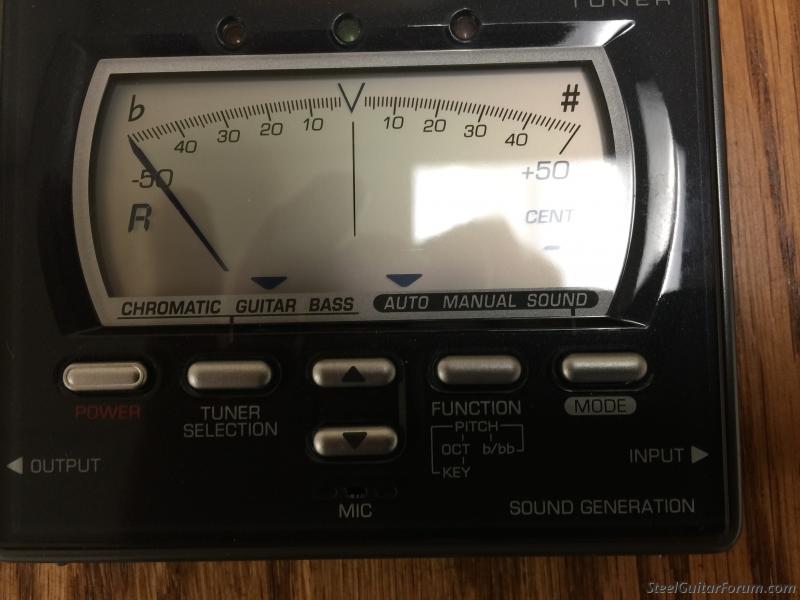 TUNER
b #
40 30 20 10 10 20 30 40
-50 +50
R CENT
CHROMATIC GUITAR BASS AUTO MANUAL SOUND
POWER TUNER SELECTION FUNCTION MODE
PITCH
OCT b/bb
KEY
OUTPUT INPUT
MIC SOUND GENERATION
SteelGuitarForum.com